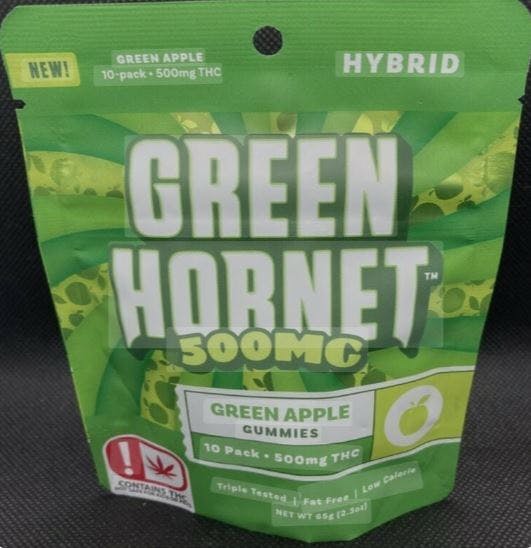 NEW!
GREEN APPLE
10-pack • 500mg THC
HYBRID
GREEN
HORNET™
500MG
GREEN APPLE
GUMMIES
10 Pack • 500mg THC
CONTAINS THC
Triple Tested | Fat Free | Low Calorie
NET WT 65g (2.3oz)